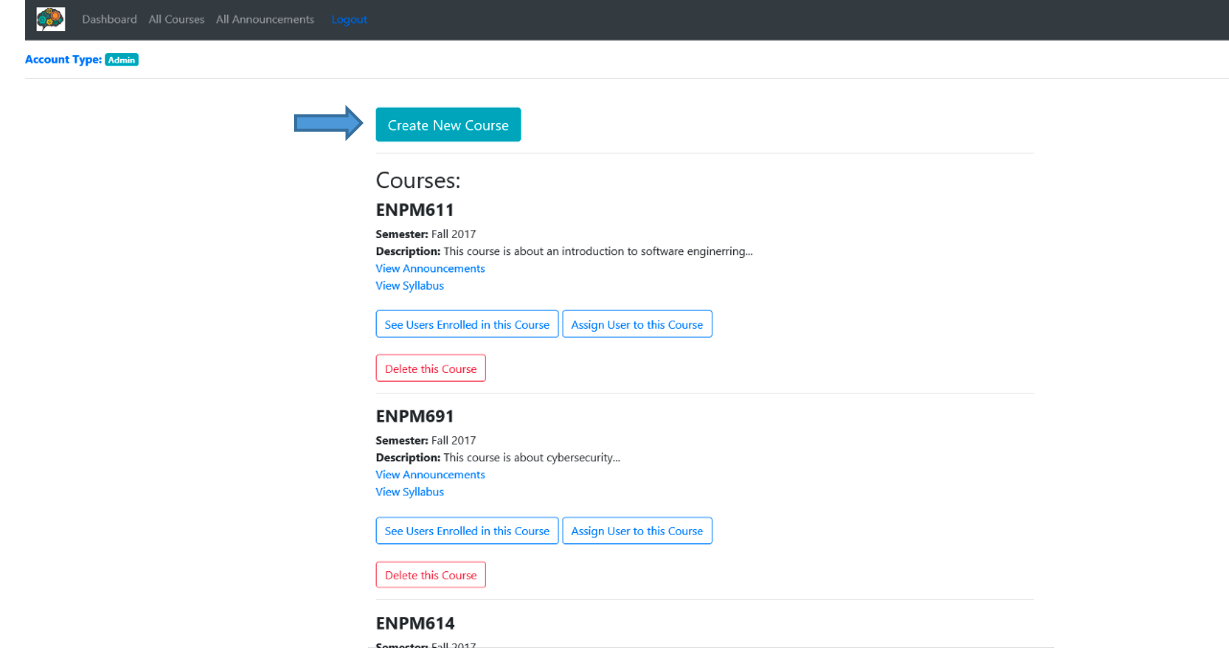 Dashboard All Courses All Announcements Logout
Account Type: Admin
Create New Course
Courses:
ENPM611
Semester: Fall 2017
Description: This course is about an introduction to software enginerring...
View Announcements
View Syllabus
See Users Enrolled in this Course Assign User to this Course
Delete this Course
ENPM691
Semester: Fall 2017
Description: This course is about cybersecurity...
View Announcements
View Syllabus
See Users Enrolled in this Course Assign User to this Course
Delete this Course
ENPM614
Semester: Fall 2017